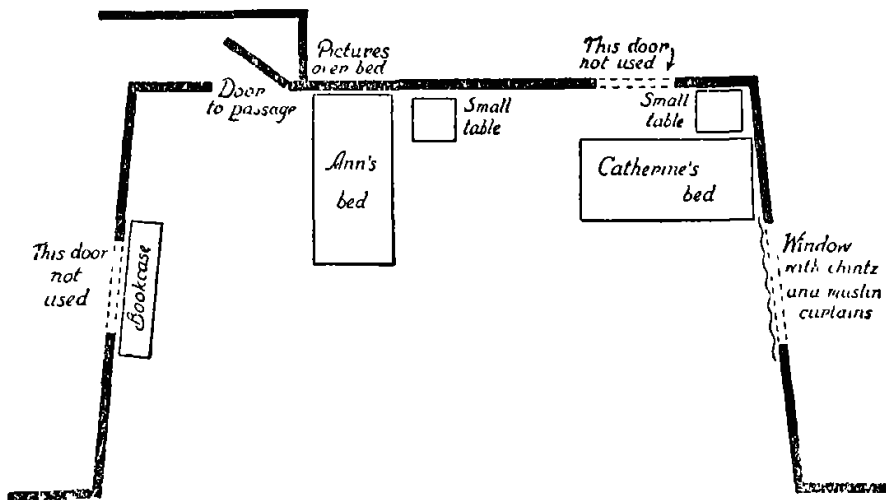 Pictures
over bed
This door
not used
Door
to passage
Small
table
Small
table
Ann's
bed
Catherine's
bed
This door
not
used
Bookcase
Window
with chintz
and muslin
curtains